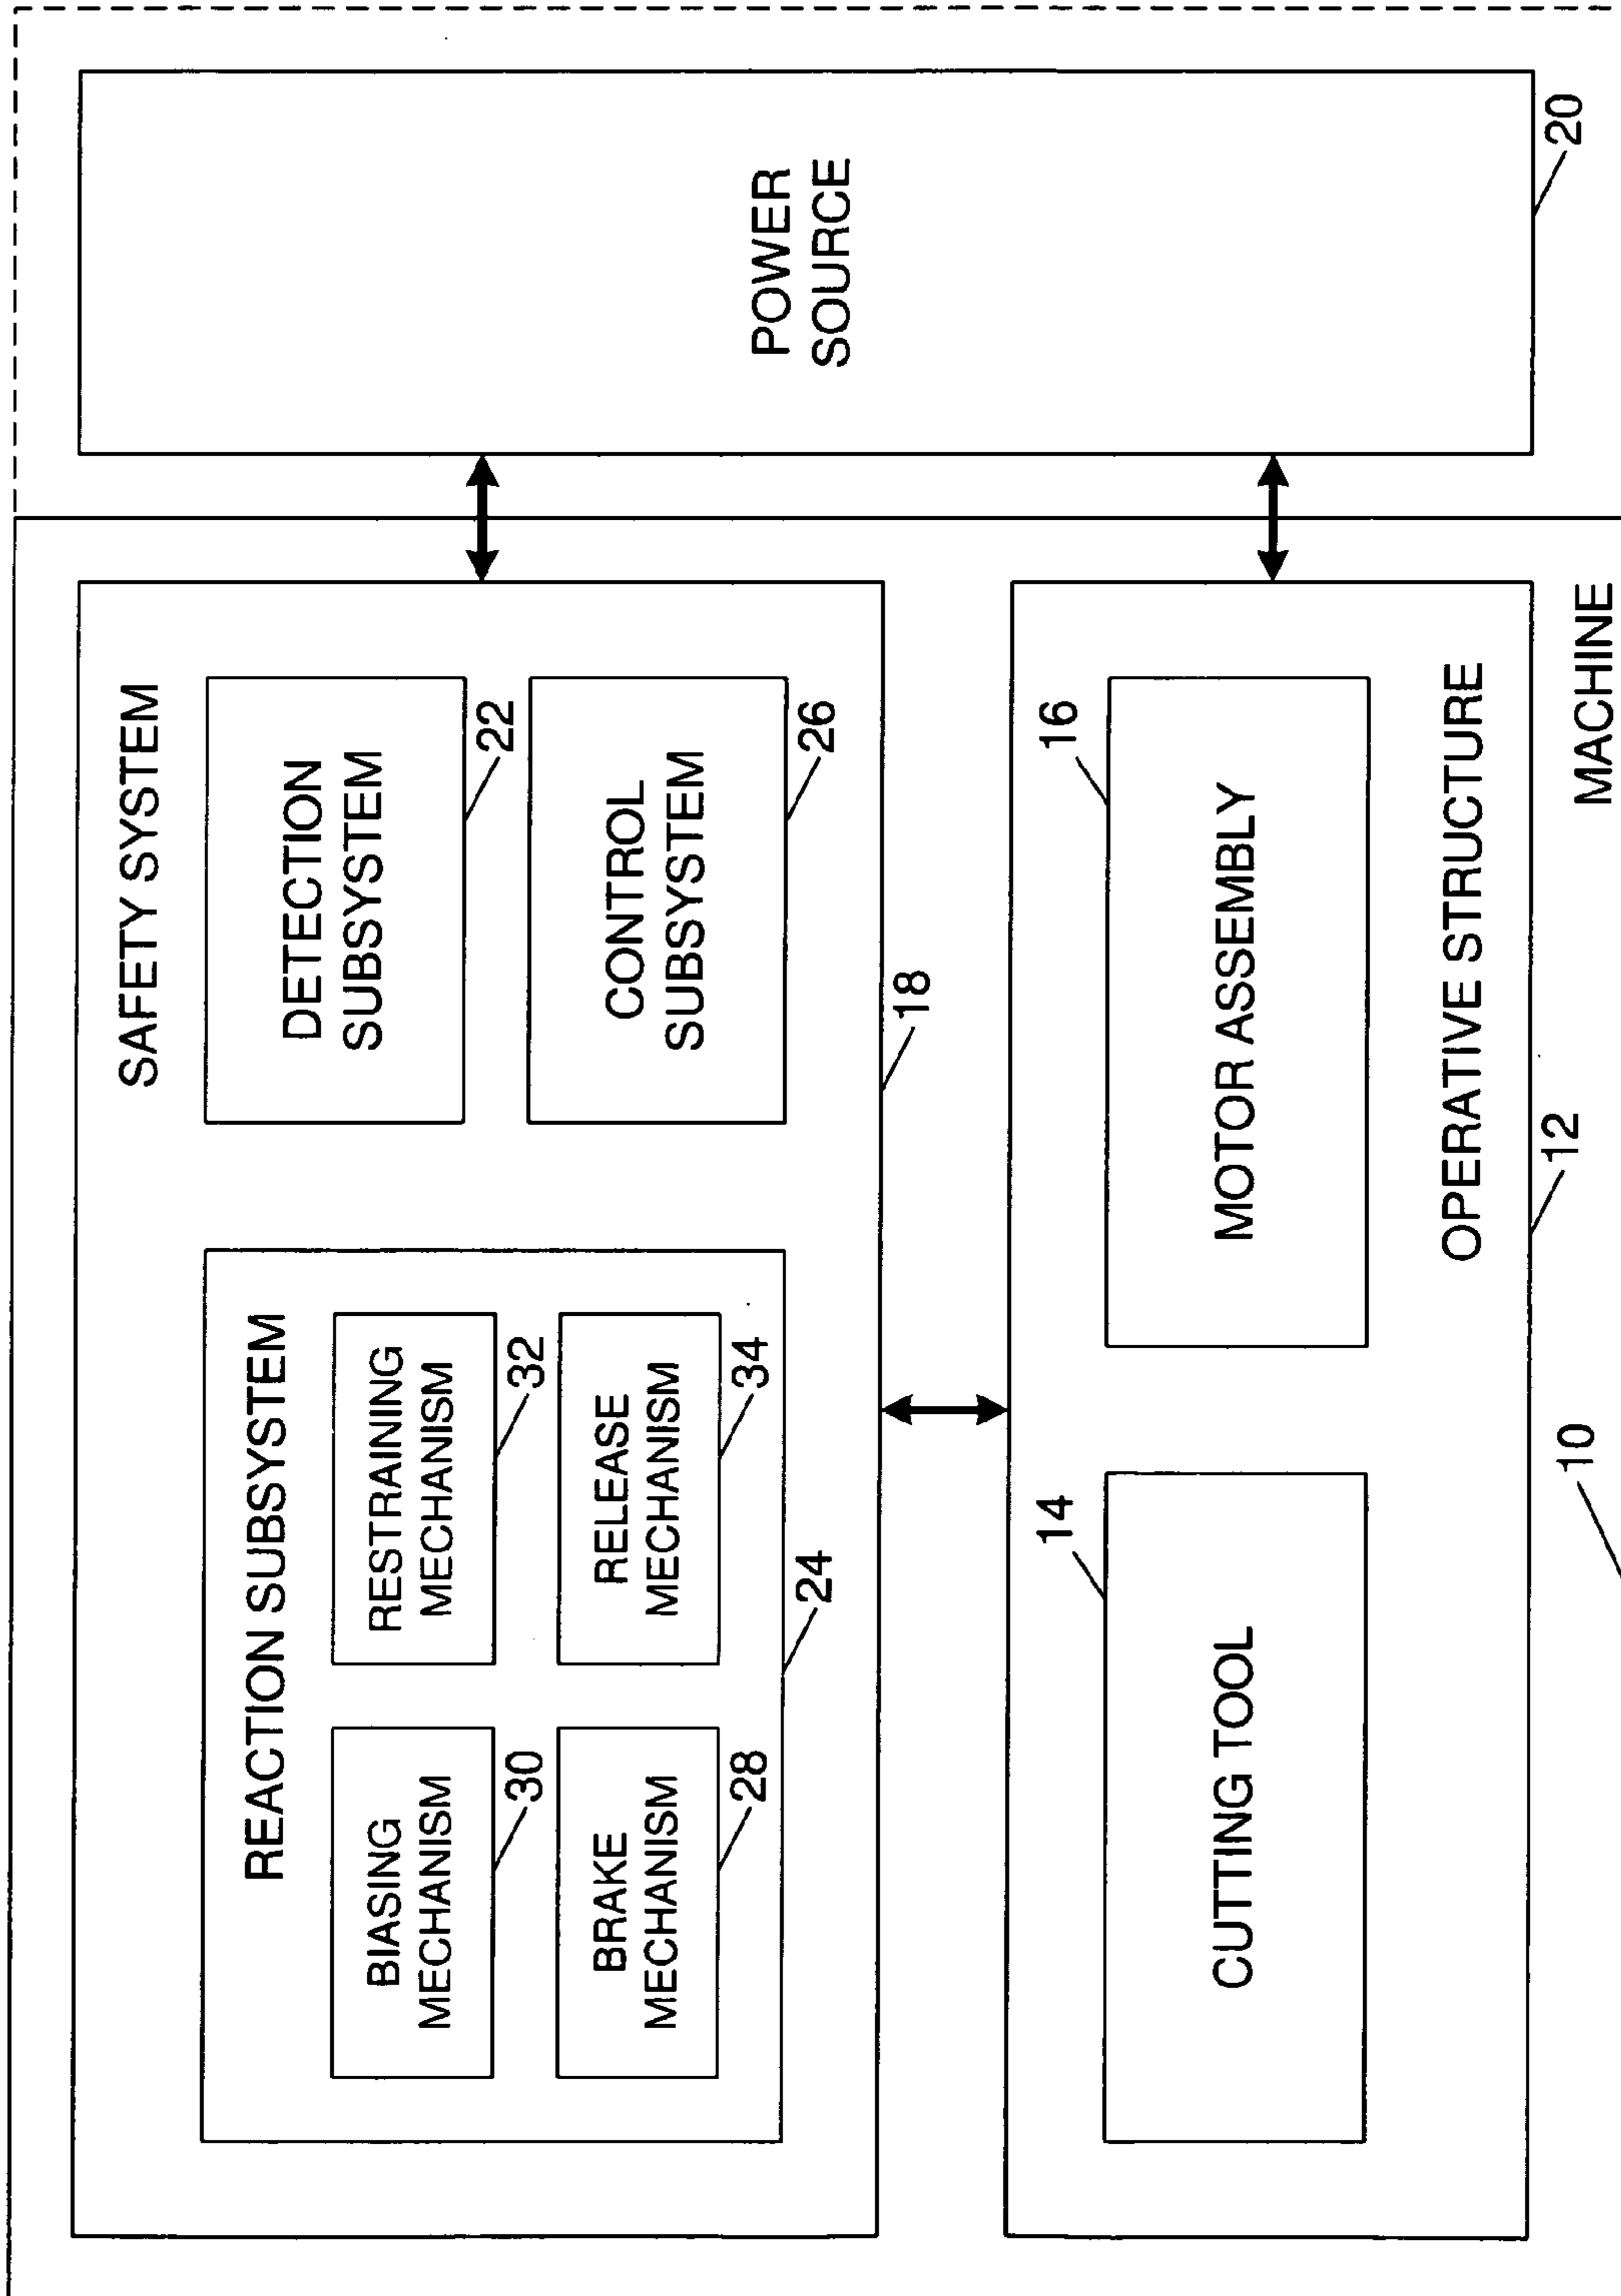 SAFETY SYSTEM
REACTION SUBSYSTEM
BIASING
MECHANISM
30
RESTRAINING
MECHANISM
32
BRAKE
MECHANISM
28
RELEASE
MECHANISM
34
24
DETECTION
SUBSYSTEM
22
CONTROL
SUBSYSTEM
26
18
POWER
SOURCE
20
14
CUTTING TOOL
16
MOTOR ASSEMBLY
OPERATIVE STRUCTURE
12
10
MACHINE